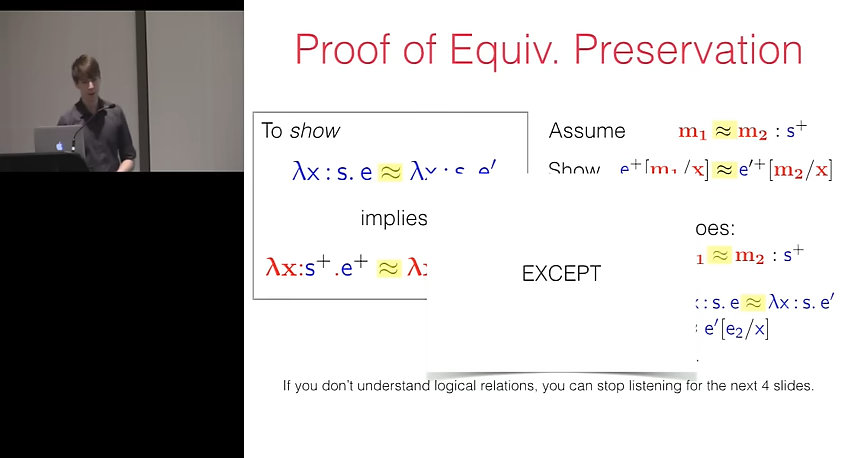 Proof of Equiv. Preservation
To show
λx : s. e ≈ λx : s. e′
implies
λx:s⁺.e⁺ ≈ λx
Assume m₁ ≈ m₂ : s⁺
Show e⁺[m₁/x] ≈ e′⁺[m₂/x]
oes:
₁ ≈ m₂ : s⁺
x : s. e ≈ λx : s. e′
e′[e₂/x]
EXCEPT
If you don't understand logical relations, you can stop listening for the next 4 slides.